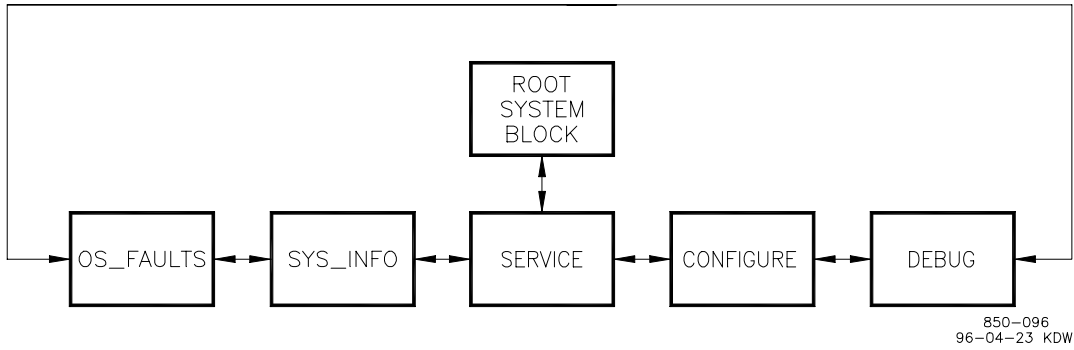 ROOT
SYSTEM
BLOCK
OS_FAULTS
SYS_INFO
SERVICE
CONFIGURE
DEBUG
850-096
96-04-23 KDW